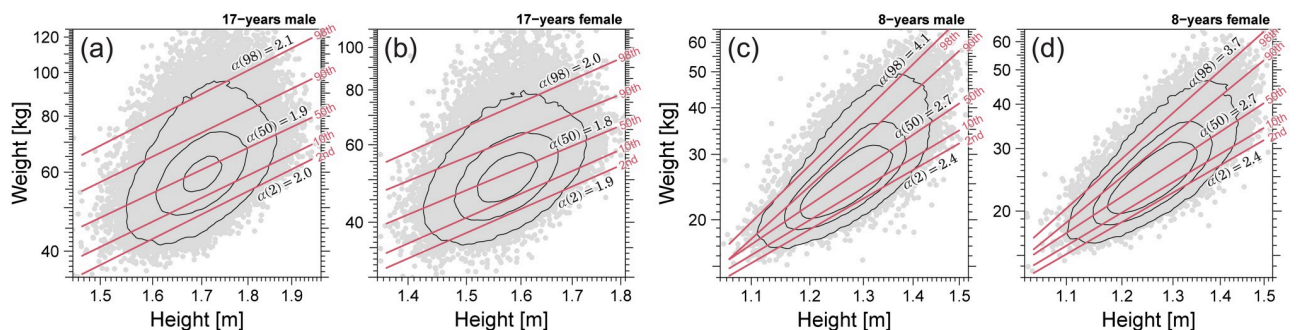 17−years male
(a)
120
100
80
60
40
Weight [kg]
1.5 1.6 1.7 1.8 1.9
Height [m]
α(98) = 2.1
α(50) = 1.9
α(2) = 2.0
98th
90th
50th
10th
2nd
17−years female
(b)
100
80
60
40
1.4 1.5 1.6 1.7 1.8
Height [m]
α(98) = 2.0
α(50) = 1.8
α(2) = 1.9
98th
90th
50th
10th
2nd
8−years male
(c)
60
50
40
30
20
Weight [kg]
1.1 1.2 1.3 1.4 1.5
Height [m]
α(98) = 4.1
α(50) = 2.7
α(2) = 2.4
98th
90th
50th
10th
2nd
8−years female
(d)
60
50
40
30
20
1.1 1.2 1.3 1.4 1.5
Height [m]
α(98) = 3.7
α(50) = 2.7
α(2) = 2.4
98th
90th
50th
10th
2nd